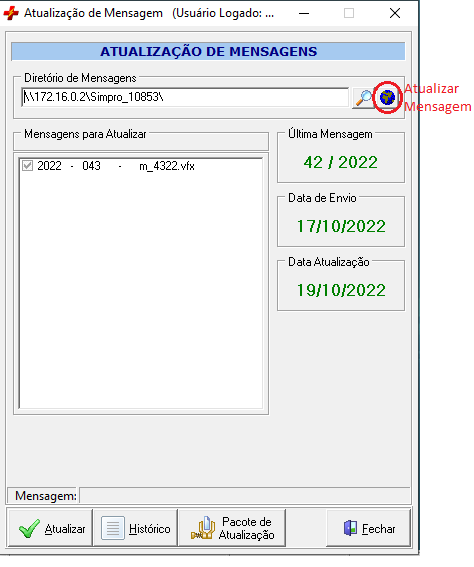 Atualização de Mensagem (Usuário Logado: ...
ATUALIZAÇÃO DE MENSAGENS
Diretório de Mensagens
\\172.16.0.2\Simpro_10853\
Atualizar
Mensagem
Mensagens para Atualizar
2022 - 043 - m_4322.vfx
Última Mensagem
42 / 2022
Data de Envio
17/10/2022
Data Atualização
19/10/2022
Mensagem:
Atualizar
Histórico
Pacote de
Atualização
Fechar